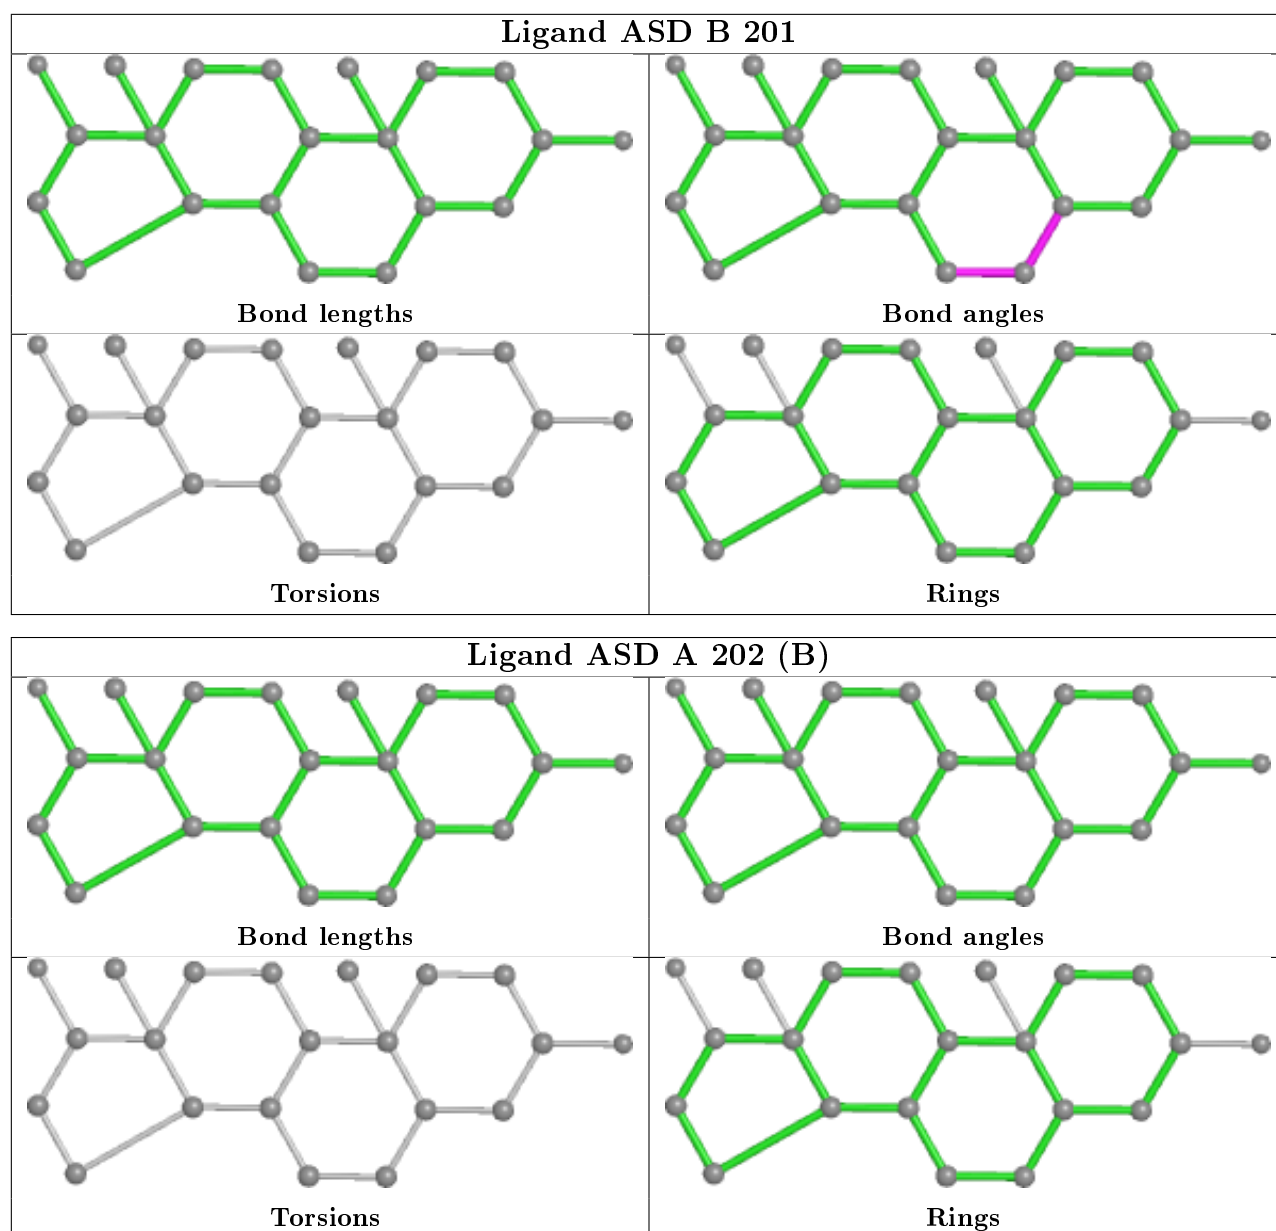 Ligand ASD B 201
Bond lengths
Bond angles
Torsions
Rings
Ligand ASD A 202 (B)
Bond lengths
Bond angles
Torsions
Rings